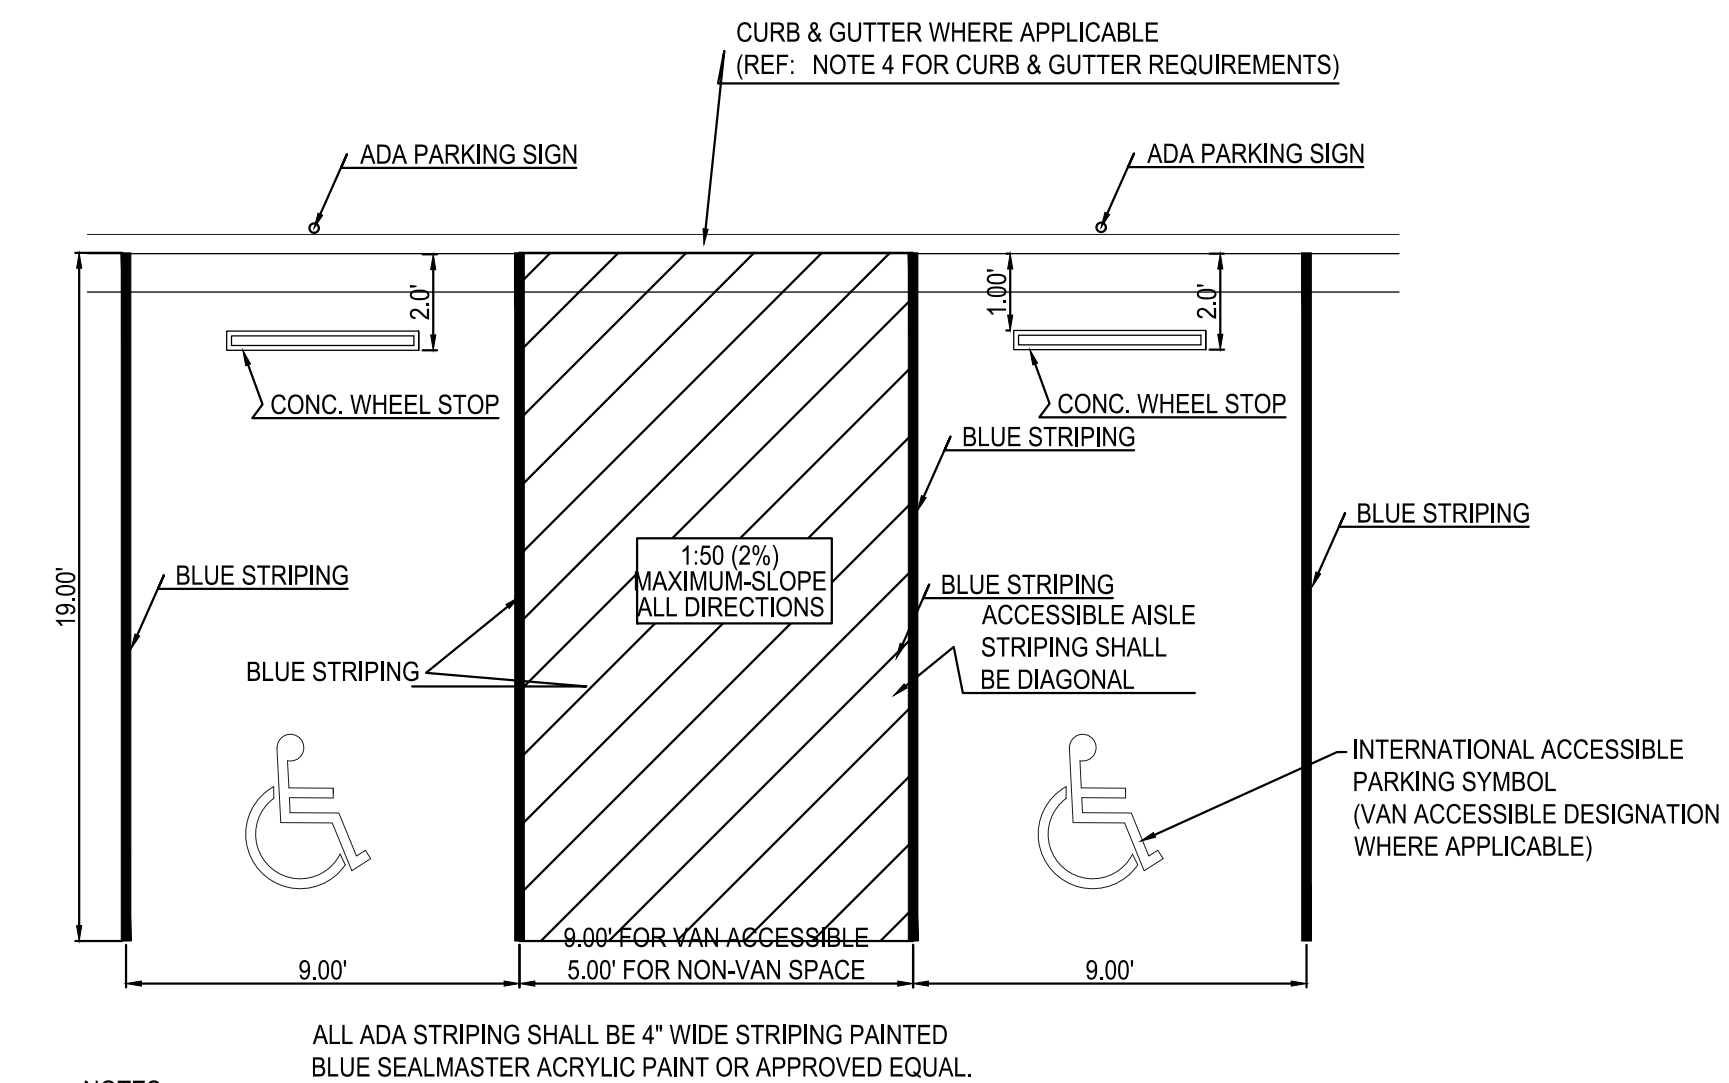 CURB & GUTTER WHERE APPLICABLE
(REF: NOTE 4 FOR CURB & GUTTER REQUIREMENTS)
ADA PARKING SIGN
ADA PARKING SIGN
2.0'
1.00'
2.0'
CONC. WHEEL STOP
CONC. WHEEL STOP
BLUE STRIPING
BLUE STRIPING
19.00'
BLUE STRIPING
1:50 (2%)
MAXIMUM-SLOPE
ALL DIRECTIONS
BLUE STRIPING
ACCESSIBLE AISLE
STRIPING SHALL
BE DIAGONAL
BLUE STRIPING
INTERNATIONAL ACCESSIBLE
PARKING SYMBOL
(VAN ACCESSIBLE DESIGNATION
WHERE APPLICABLE)
9.00'
9.00' FOR VAN ACCESSIBLE
5.00' FOR NON-VAN SPACE
9.00'
ALL ADA STRIPING SHALL BE 4" WIDE STRIPING PAINTED
BLUE SEALMASTER ACRYLIC PAINT OR APPROVED EQUAL.